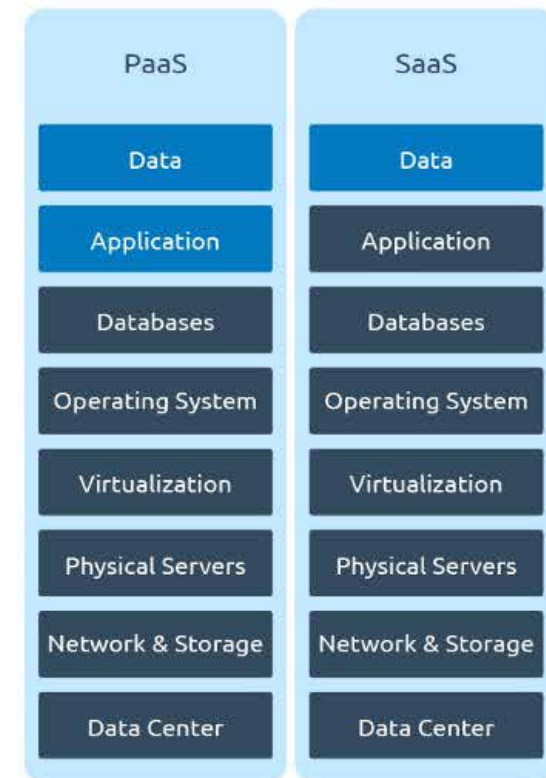 PaaS
Data
Application
Databases
Operating System
Virtualization
Physical Servers
Network & Storage
Data Center
SaaS
Data
Application
Databases
Operating System
Virtualization
Physical Servers
Network & Storage
Data Center